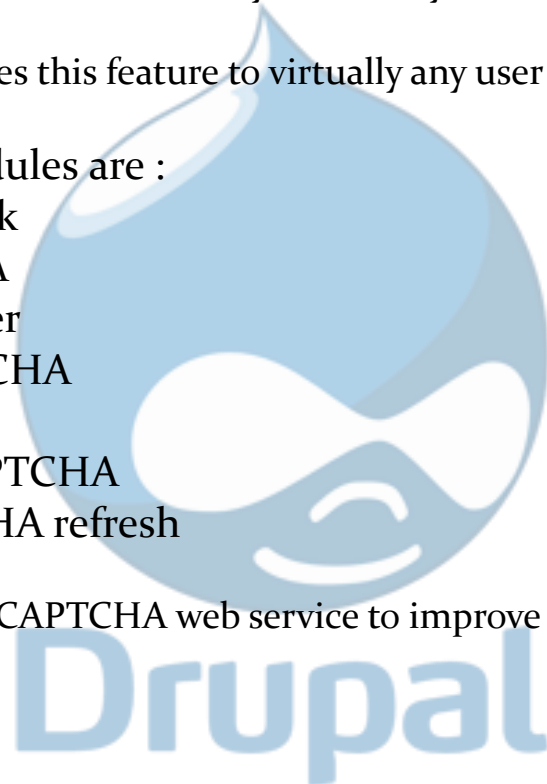 es this feature to virtually any user
dules are :
k
A
er
CHA
PTCHA
HA refresh
CAPTCHA web service to improve
Drupal